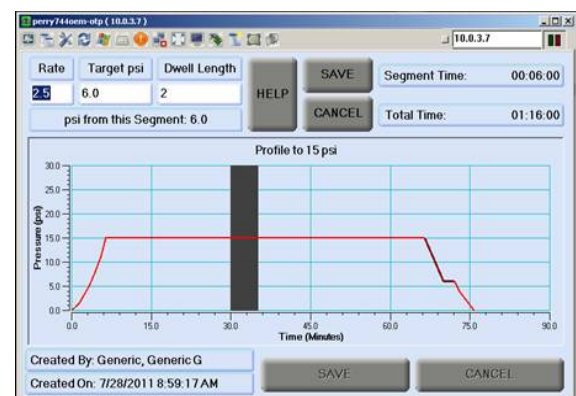 perry744oem-otp ( 10.0.3.7 )
10.0.3.7
Rate Target psi Dwell Length
2.5 6.0 2
psi from this Segment: 6.0
HELP
SAVE
CANCEL
Segment Time: 00:06:00
Total Time: 01:16:00
Profile to 15 psi
Pressure (psi)
30.0
25.0
20.0
15.0
10.0
5.0
0.0
0.0 15.0 30.0 45.0 60.0 75.0 90.0
Time (Minutes)
Created By: Generic, Generic G
Created On: 7/28/2011 8:59:17 AM
SAVE
CANCEL